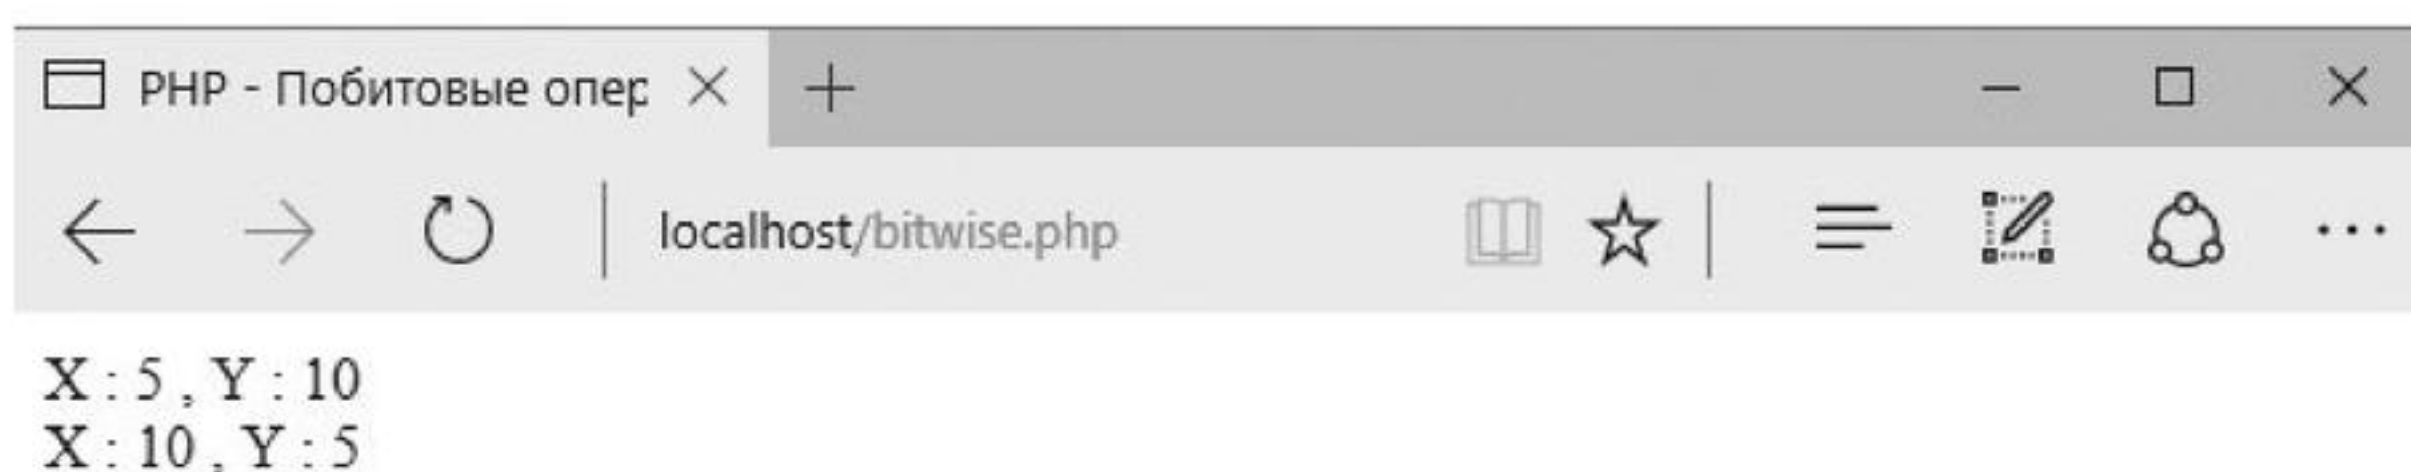 PHP - Побитовые опер
localhost/bitwise.php
X : 5 , Y : 10
X : 10 , Y : 5